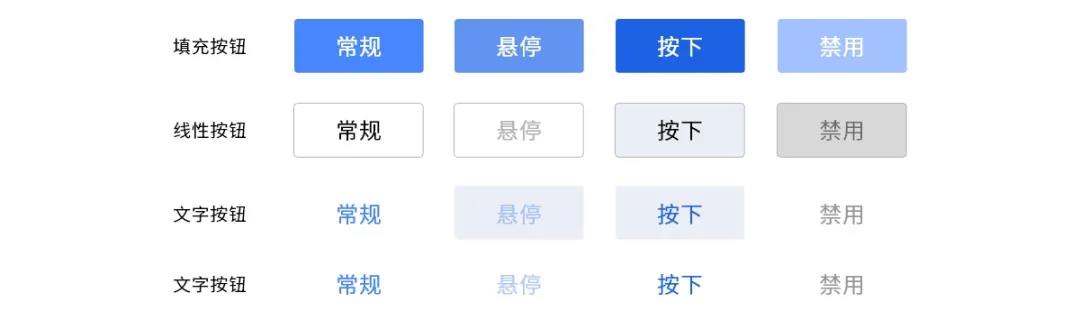 填充按钮 常规 悬停 按下 禁用
线性按钮 常规 悬停 按下 禁用
文字按钮 常规 悬停 按下 禁用
文字按钮 常规 悬停 按下 禁用